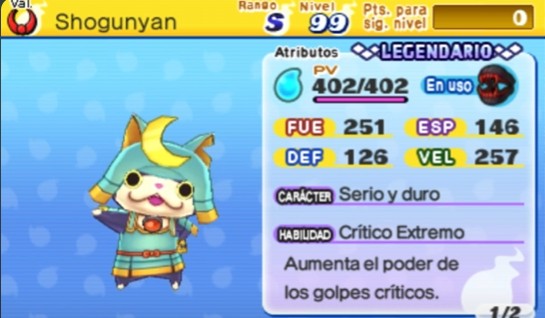 Val.
Shogunyan
Rango
S
Nivel
99
Pts. para
sig. nivel
0
Atributos
LEGENDARIO
PV
402/402
En uso
FUE 251
ESP 146
DEF 126
VEL 257
CARÁCTER Serio y duro
HABILIDAD Crítico Extremo
Aumenta el poder de
los golpes críticos.
1/2